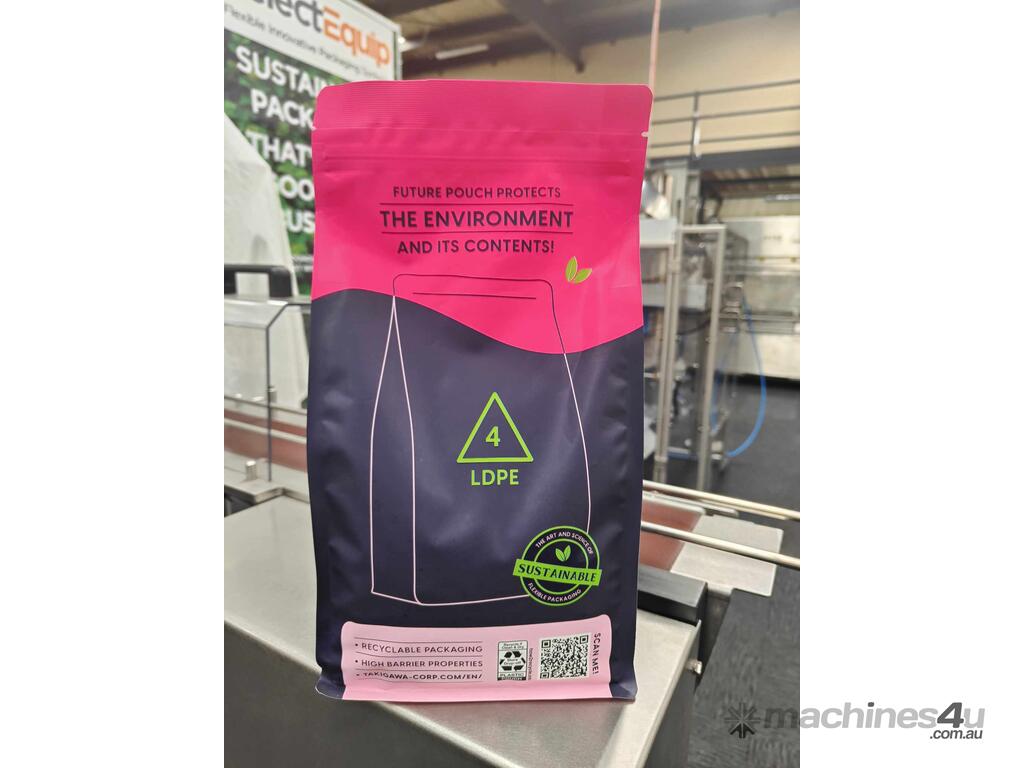 lectEquip
Flexible Innovative Packaging
PACK
THAT
FUTURE POUCH PROTECTS
THE ENVIRONMENT
AND ITS CONTENTS!
4
LDPE
THE ART AND SCIENCE OF
SUSTAINABLE
FLEXIBLE PACKAGING
• RECYCLABLE PACKAGING
• HIGH BARRIER PROPERTIES
• TAKIGAWA-CORP.COM/EN/
PLASTIC
POUCH
SCAN ME!
machines4u
.com.au